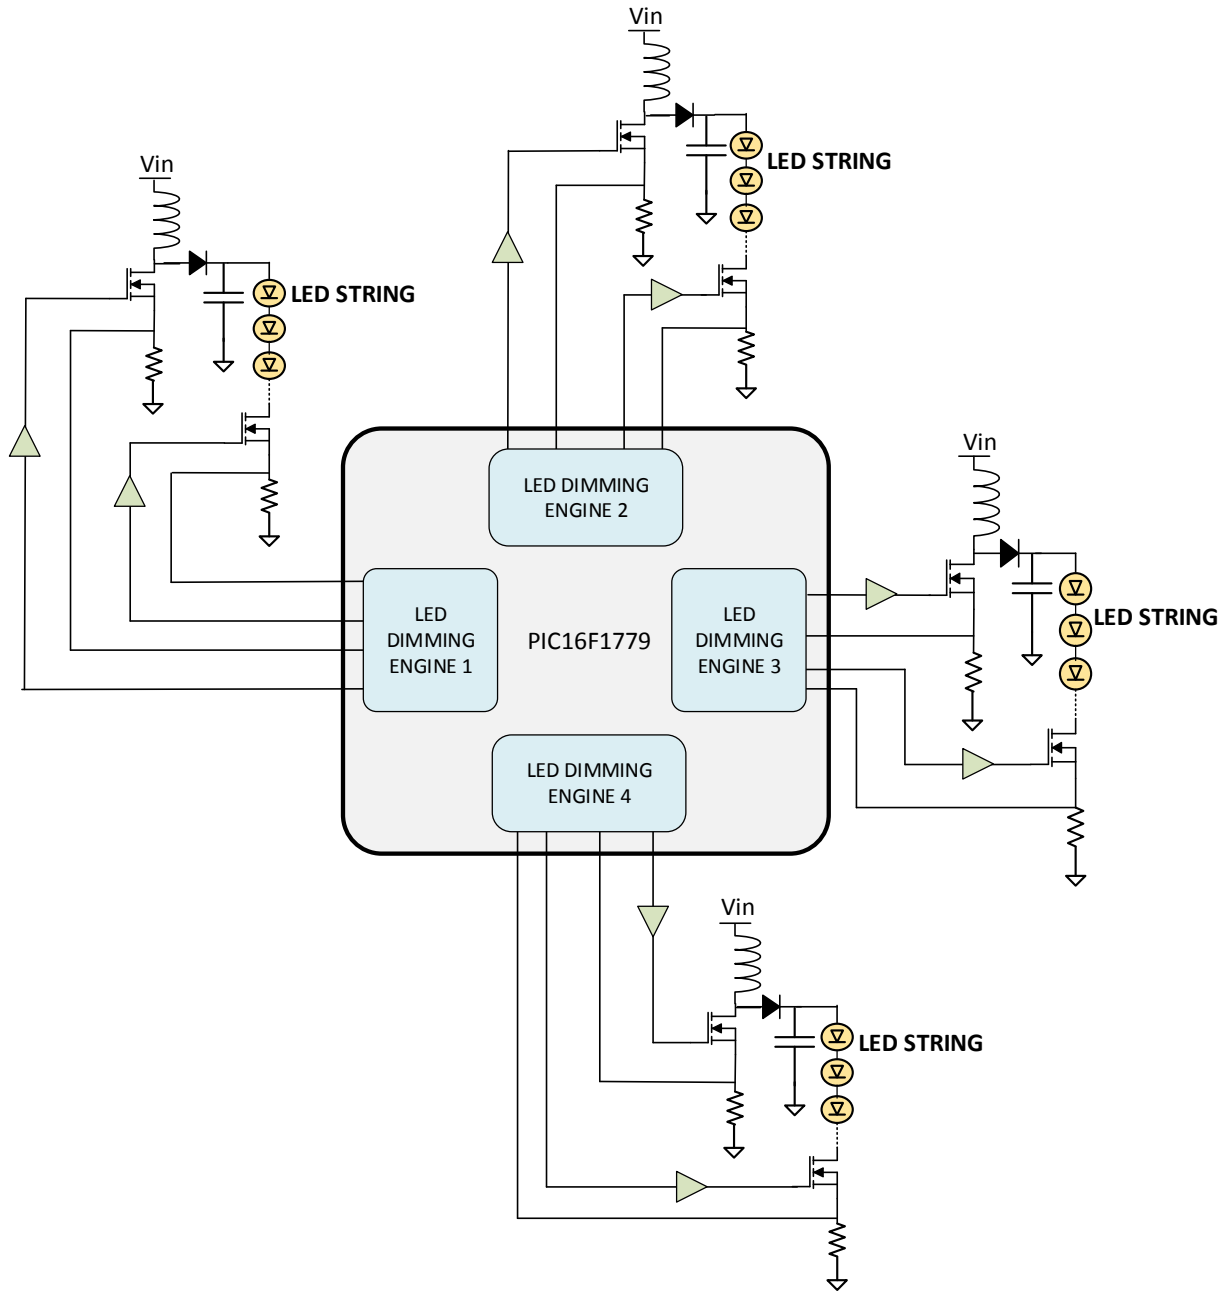 Vin
LED STRING
Vin
LED STRING
LED DIMMING
ENGINE 2
Vin
LED
DIMMING
ENGINE 1
PIC16F1779
LED
DIMMING
ENGINE 3
LED STRING
LED DIMMING
ENGINE 4
Vin
LED STRING